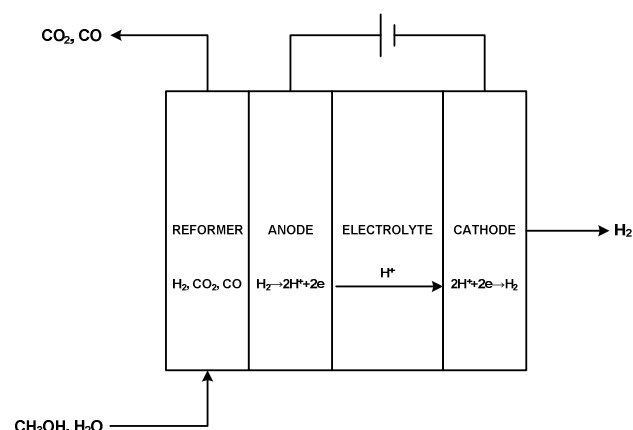 CO₂, CO
REFORMER
ANODE
ELECTROLYTE
CATHODE
H₂
H₂, CO₂, CO
H₂→2H⁺+2e
H⁺
2H⁺+2e→H₂
CH₃OH, H₂O